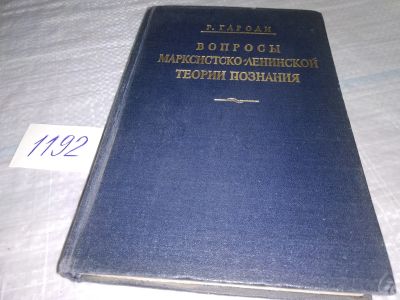 Р. ГАРОДИ
ВОПРОСЫ
МАРКСИСТСКО-ЛЕНИНСКОЙ
ТЕОРИИ ПОЗНАНИЯ
1192